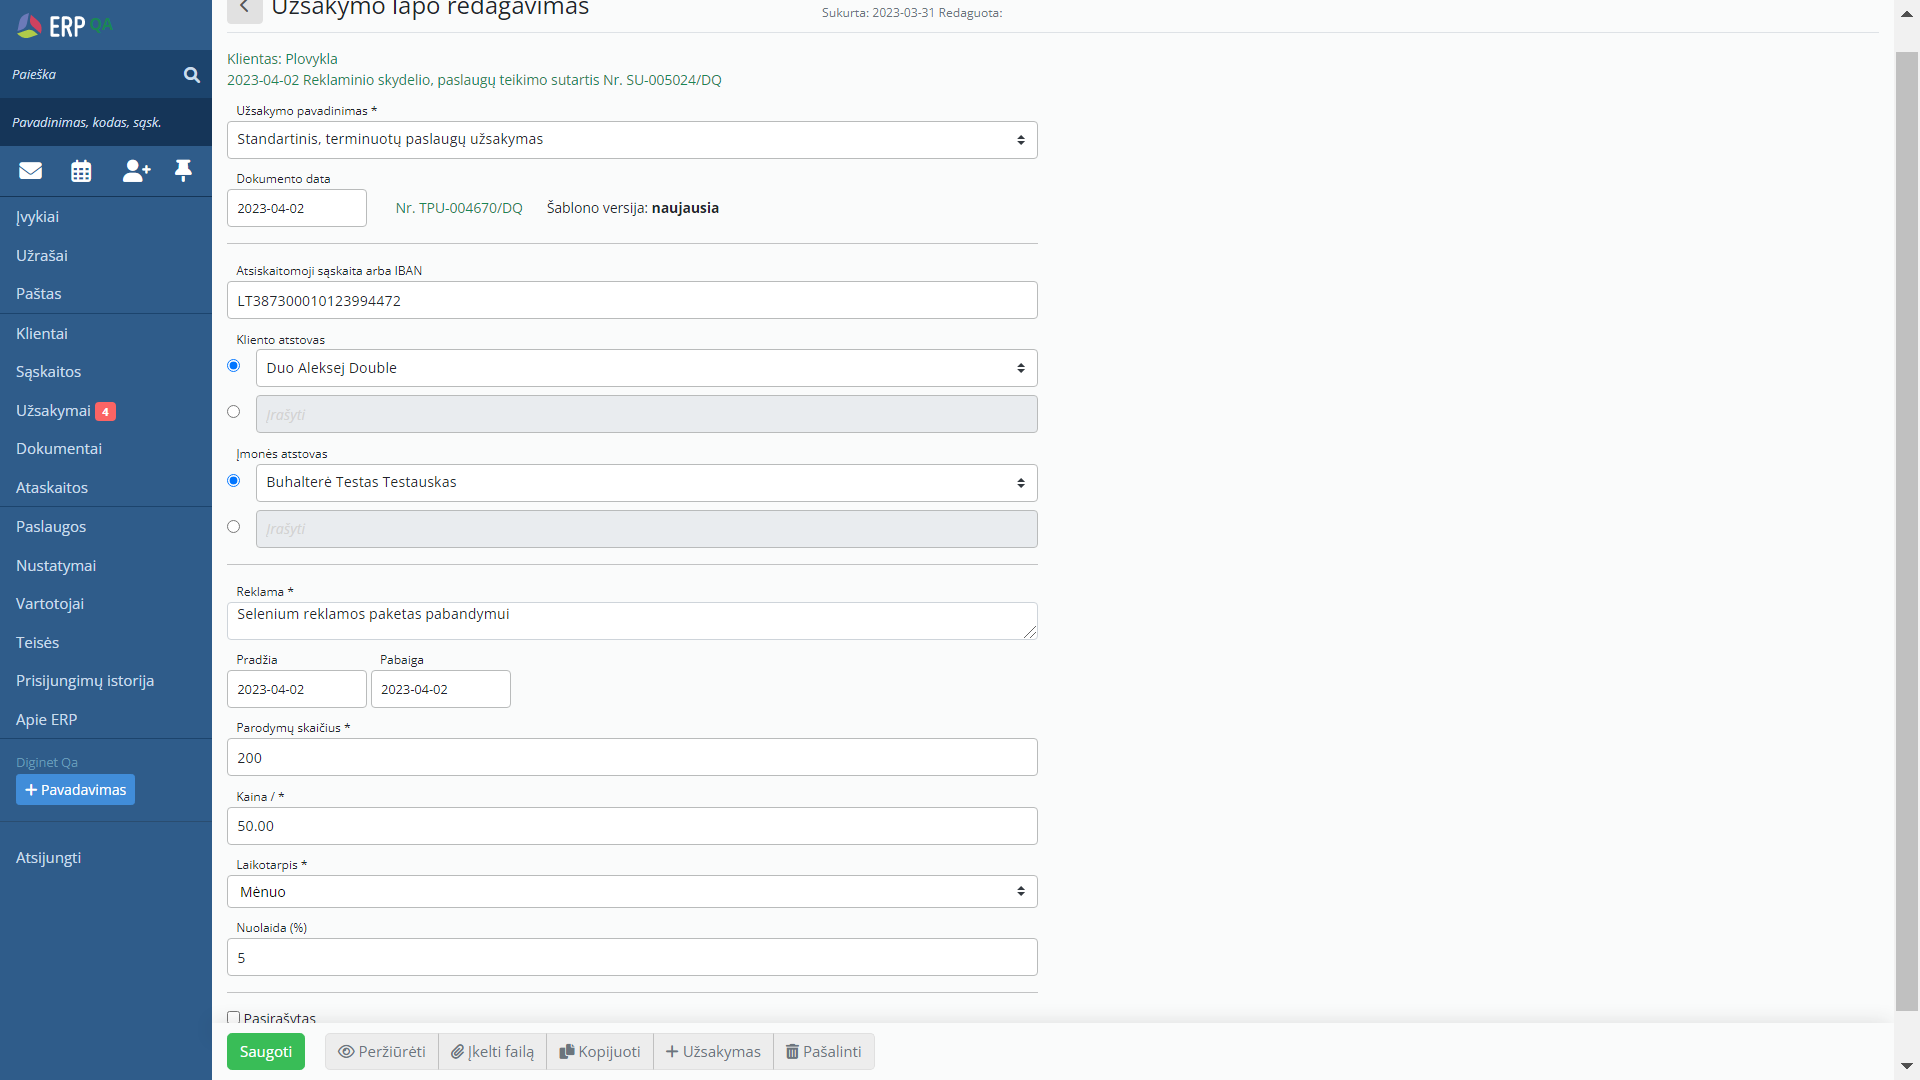 ERP QA
Paieška
Pavadinimas, kodas, sąsk.
Įvykiai
Užrašai
Paštas
Klientai
Sąskaitos
Užsakymai 4
Dokumentai
Ataskaitos
Paslaugos
Nustatymai
Vartotojai
Teisės
Prisijungimų istorija
Apie ERP
Diginet Qa
+ Pavadavimas
Atsijungti
Užsakymo lapo redagavimas
Sukurta: 2023-03-31 Redaguota:
Klientas: Plovykla
2023-04-02 Reklaminio skydelio, paslaugų teikimo sutartis Nr. SU-005024/DQ
Užsakymo pavadinimas *
Standartinis, terminuotų paslaugų užsakymas
Dokumento data
2023-04-02 Nr. TPU-004670/DQ Šablono versija: naujausia
Atsiskaitomoji sąskaita arba IBAN
LT387300010123994472
Kliento atstovas
Duo Aleksej Double
Įrašyti
Įmonės atstovas
Buhalterė Testas Testauskas
Įrašyti
Reklama *
Selenium reklamos paketas pabandymui
Pradžia Pabaiga
2023-04-02 2023-04-02
Parodymų skaičius *
200
Kaina / *
50.00
Laikotarpis *
Mėnuo
Nuolaida (%)
5
Pasirašytas
Saugoti Peržiūrėti Įkelti failą Kopijuoti + Užsakymas Pašalinti